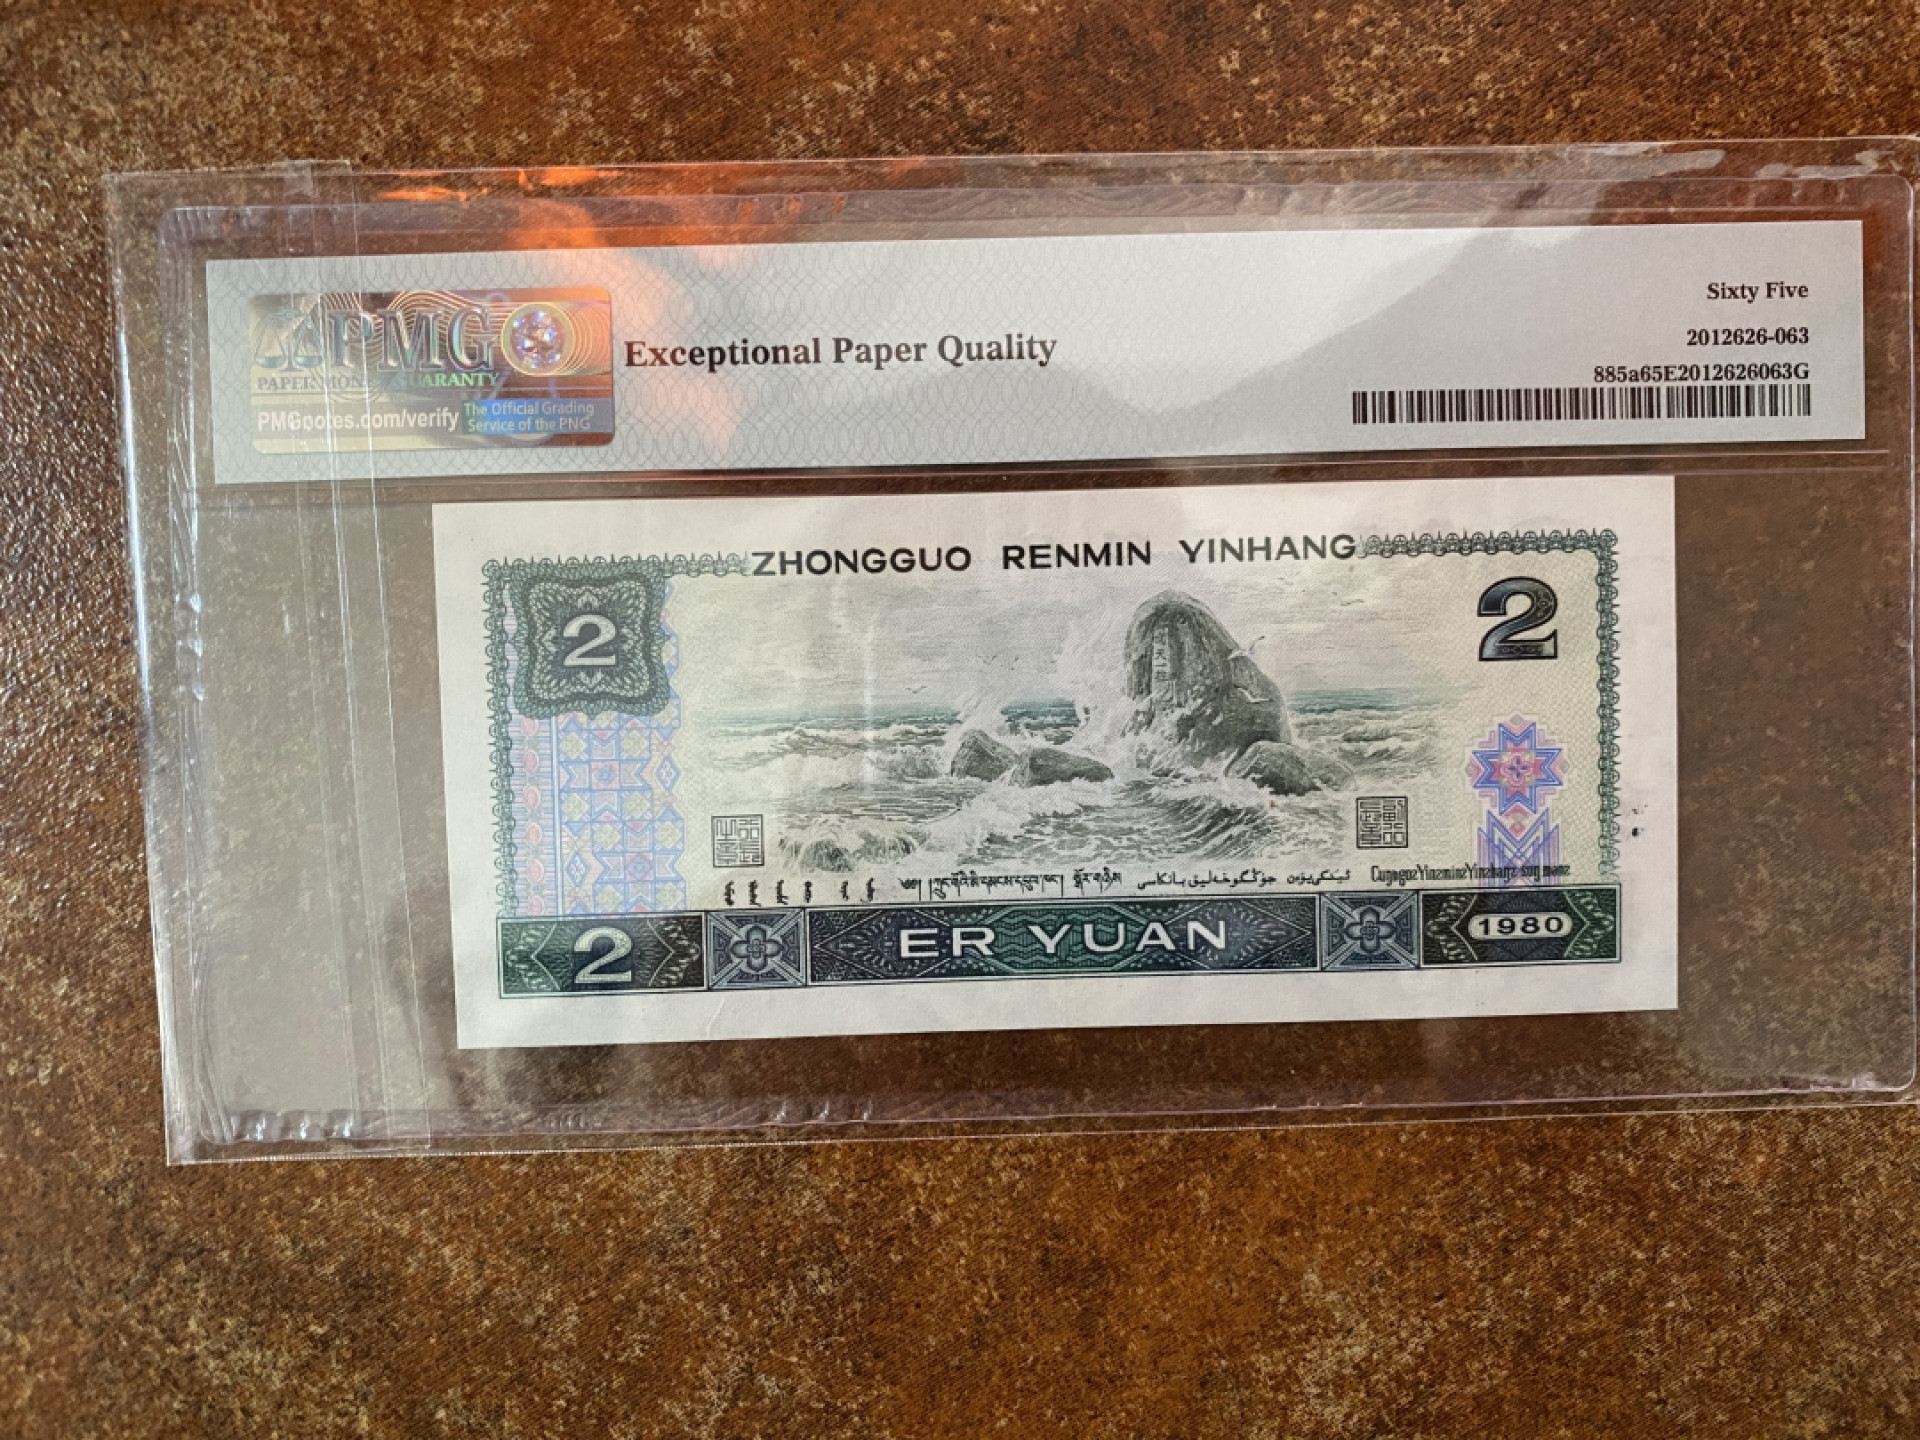 PMG
PAPER MONEY GUARANTY
PMGnotes.com/verify
The Official Grading
Service of the PNG
Exceptional Paper Quality
Sixty Five
2012626-063
885a65E2012626063G
ZHONGGUO RENMIN YINHANG
2
2
2
ER YUAN
1980